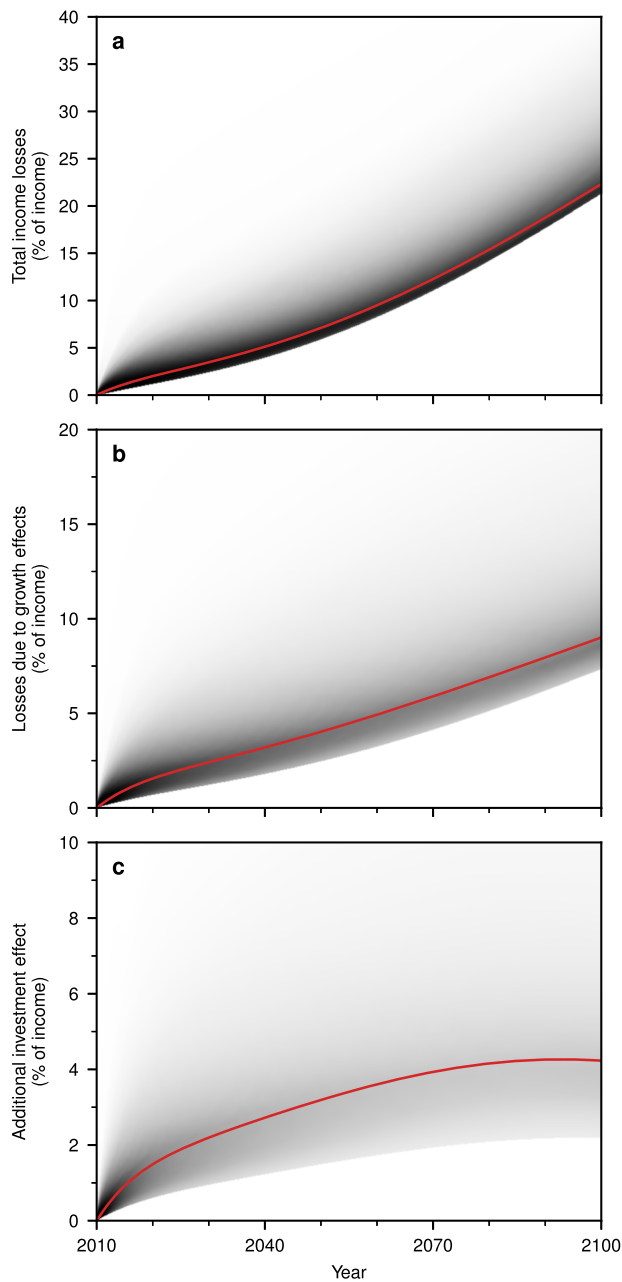 a
40
35
30
25
20
15
10
5
0
Total income losses
(% of income)
b
20
15
10
5
0
Losses due to growth effects
(% of income)
c
10
8
6
4
2
0
Additional investment effect
(% of income)
2010 2040 2070 2100
Year